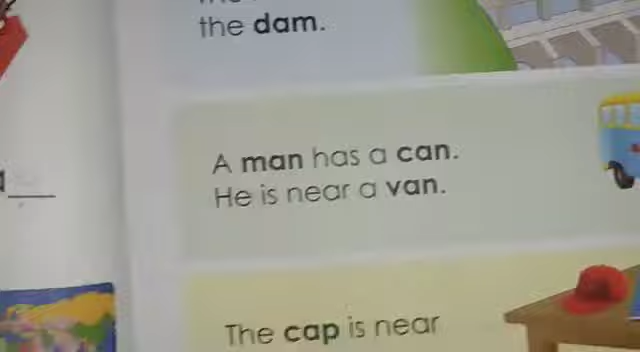 the dam.
A man has a can.
He is near a van.
The cap is near